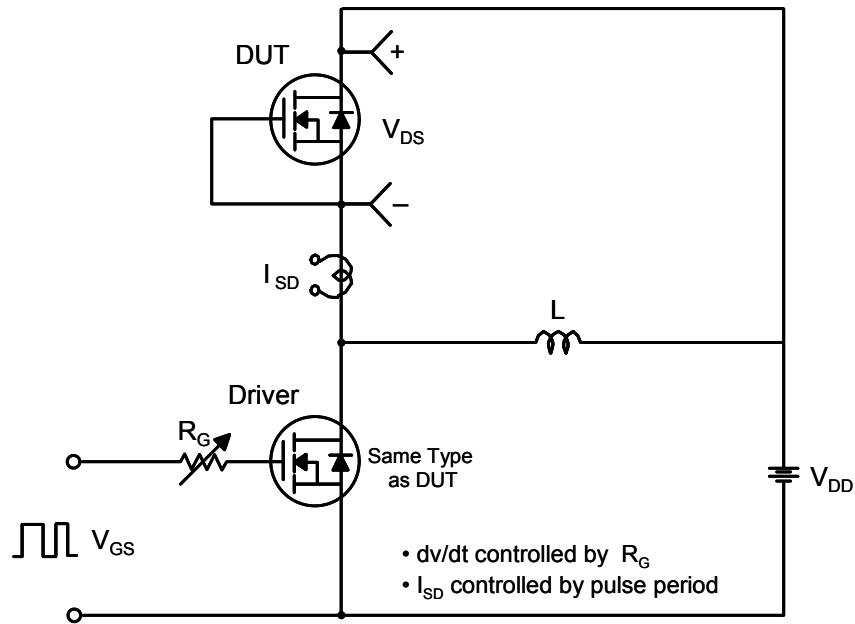 +
DUT
V_DS
−
I_SD
L
Driver
R_G
Same Type
as DUT
V_DD
V_GS
• dv/dt controlled by R_G
• I_SD controlled by pulse period